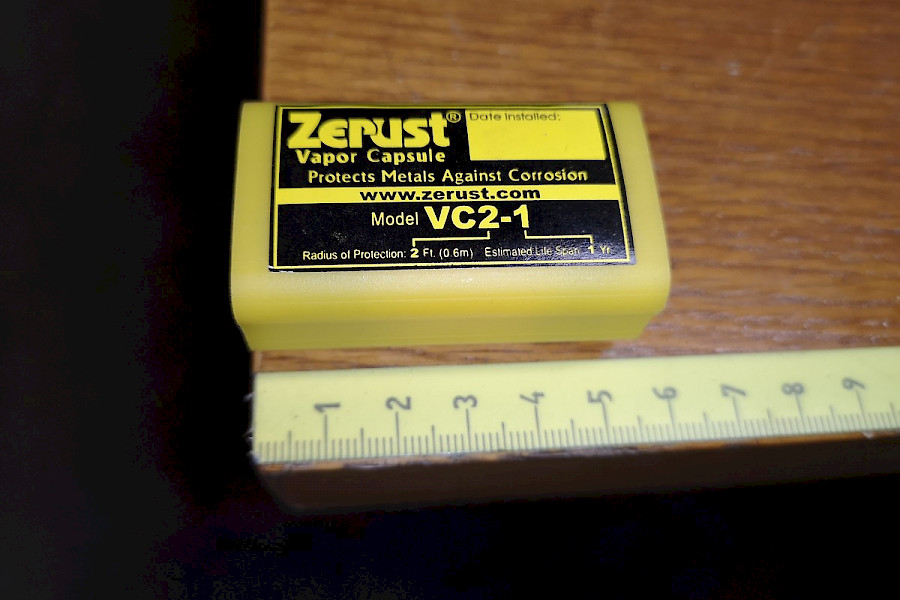 Zerust®
Date Installed:
Vapor Capsule
Protects Metals Against Corrosion
www.zerust.com
Model VC2-1
Radius of Protection: 2 Ft. (0.6m) Estimated Life Span 1 Yr.
1 2 3 4 5 6 7 8 9